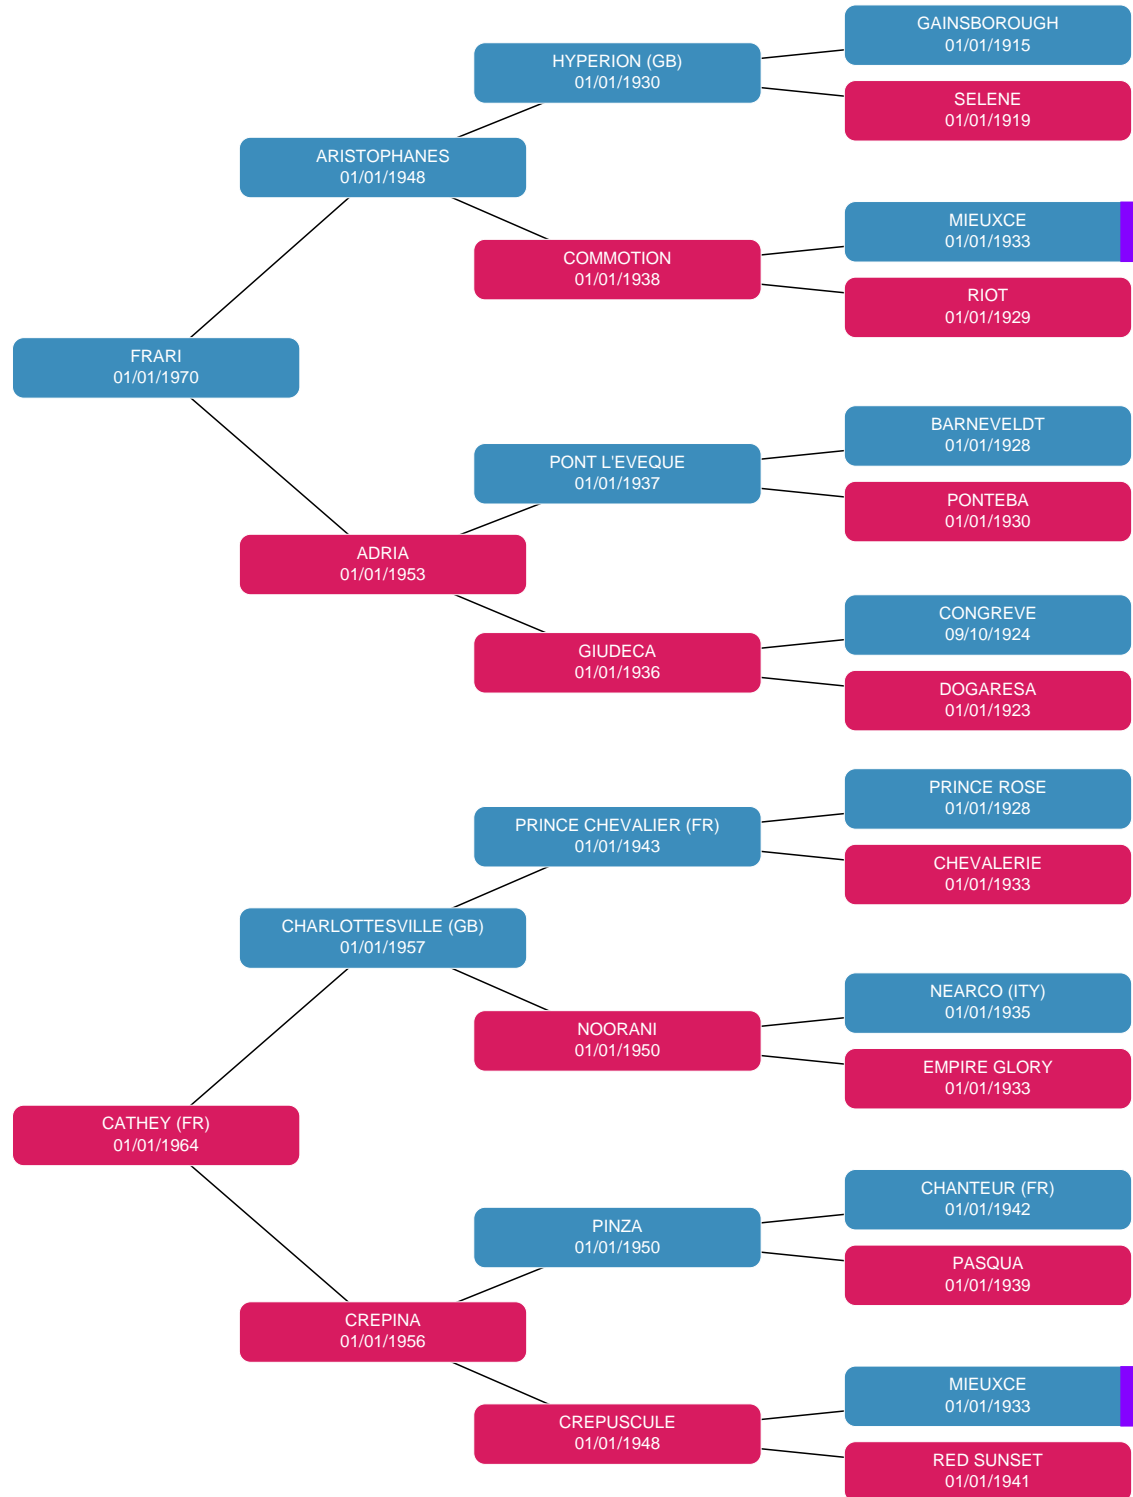 GAINSBOROUGH
01/01/1915
HYPERION (GB)
01/01/1930
SELENE
01/01/1919
ARISTOPHANES
01/01/1948
MIEUXCE
01/01/1933
COMMOTION
01/01/1938
RIOT
01/01/1929
FRARI
01/01/1970
BARNEVELDT
01/01/1928
PONT L'EVEQUE
01/01/1937
PONTEBA
01/01/1930
ADRIA
01/01/1953
CONGREVE
09/10/1924
GIUDECA
01/01/1936
DOGARESA
01/01/1923
PRINCE ROSE
01/01/1928
PRINCE CHEVALIER (FR)
01/01/1943
CHEVALERIE
01/01/1933
CHARLOTTESVILLE (GB)
01/01/1957
NEARCO (ITY)
01/01/1935
NOORANI
01/01/1950
EMPIRE GLORY
01/01/1933
CATHEY (FR)
01/01/1964
CHANTEUR (FR)
01/01/1942
PINZA
01/01/1950
PASQUA
01/01/1939
CREPINA
01/01/1956
MIEUXCE
01/01/1933
CREPUSCULE
01/01/1948
RED SUNSET
01/01/1941